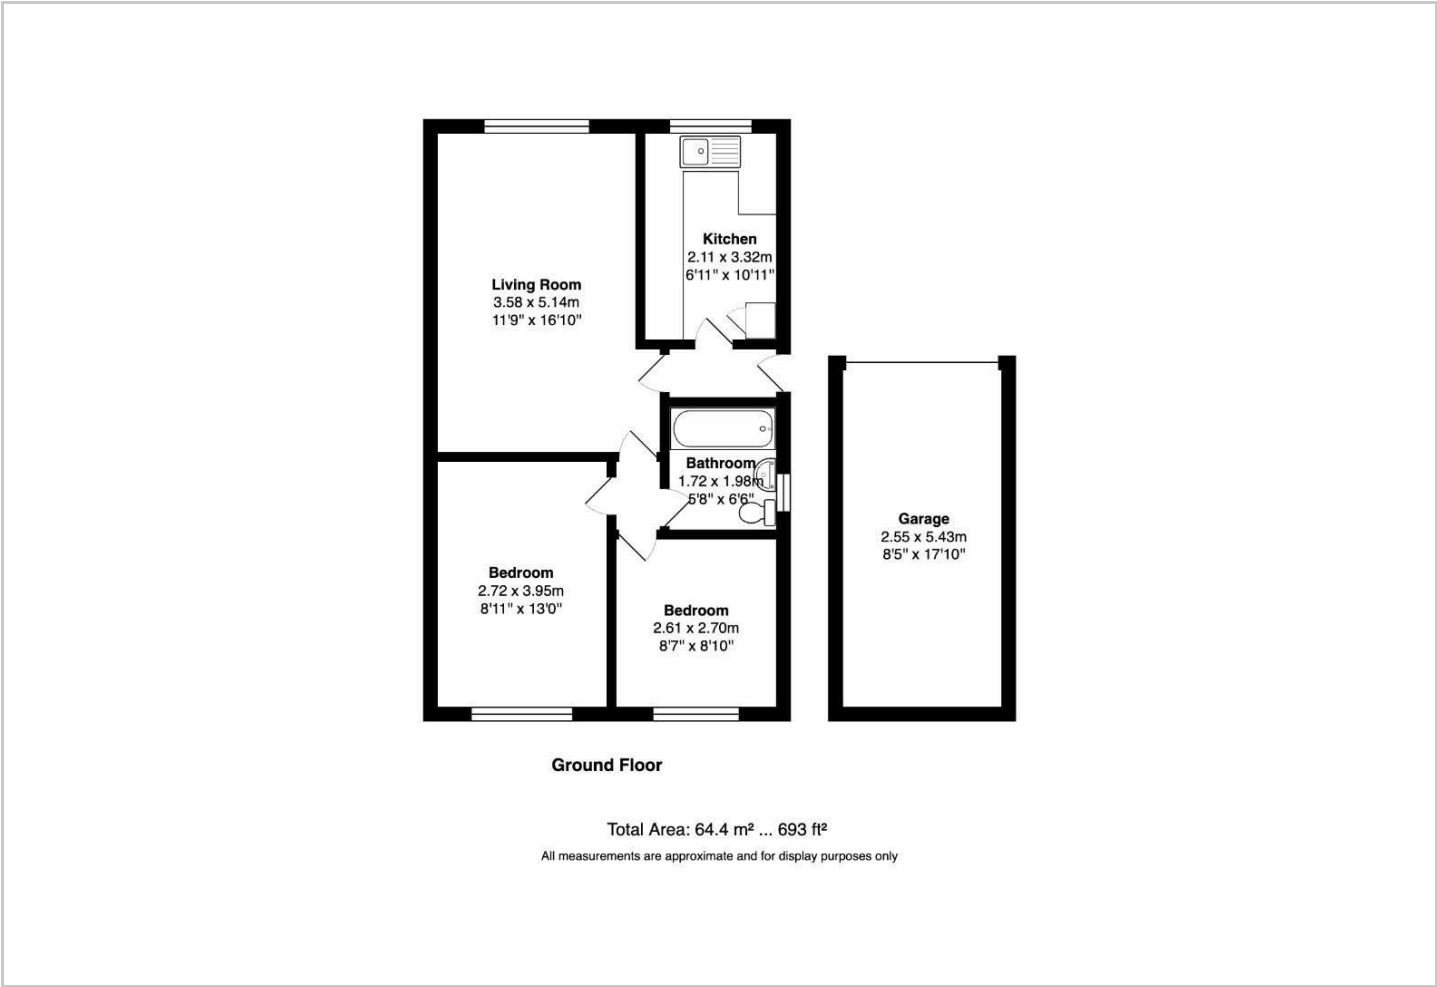 Kitchen
2.11 x 3.32m
6'11" x 10'11"
Living Room
3.58 x 5.14m
11'9" x 16'10"
Bathroom
1.72 x 1.98m
5'8" x 6'6"
Garage
2.55 x 5.43m
8'5" x 17'10"
Bedroom
2.72 x 3.95m
8'11" x 13'0"
Bedroom
2.61 x 2.70m
8'7" x 8'10"
Ground Floor
Total Area: 64.4 m² ... 693 ft²
All measurements are approximate and for display purposes only